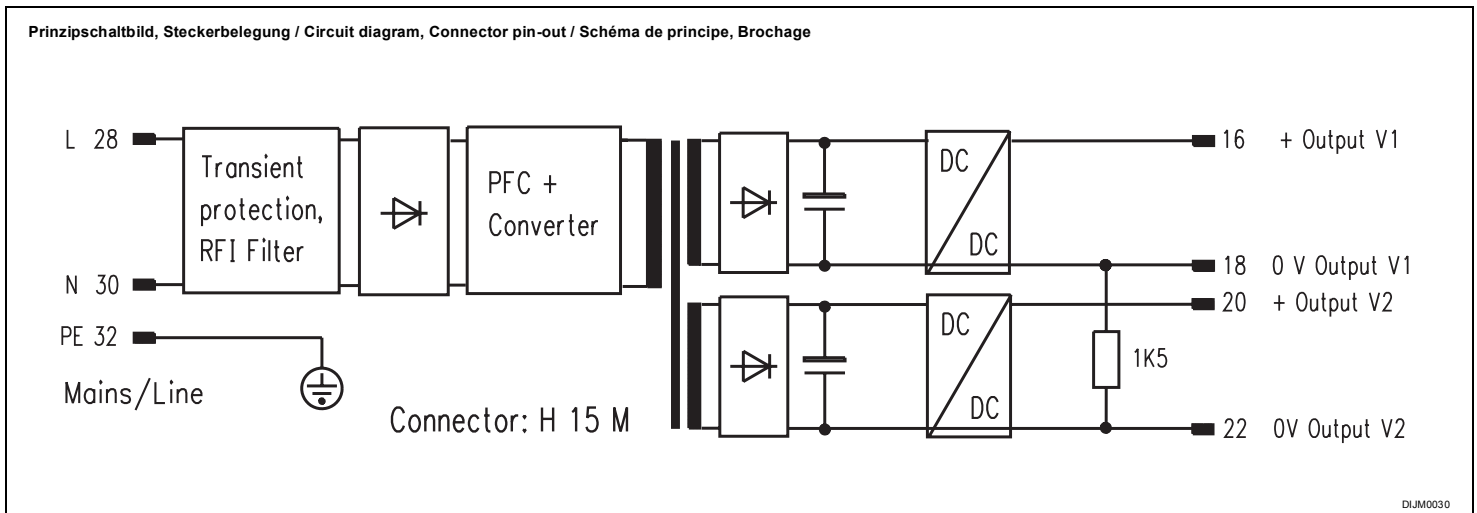 Prinzipschaltbild, Steckerbelegung / Circuit diagram, Connector pin-out / Schéma de principe, Brochage
L 28
Transient
protection,
RFI Filter
N 30
PE 32
Mains/Line
PFC +
Converter
Connector: H 15 M
DC
DC
16 + Output V1
18 0 V Output V1
DC
DC
20 + Output V2
1K5
22 0V Output V2
DIJM0030